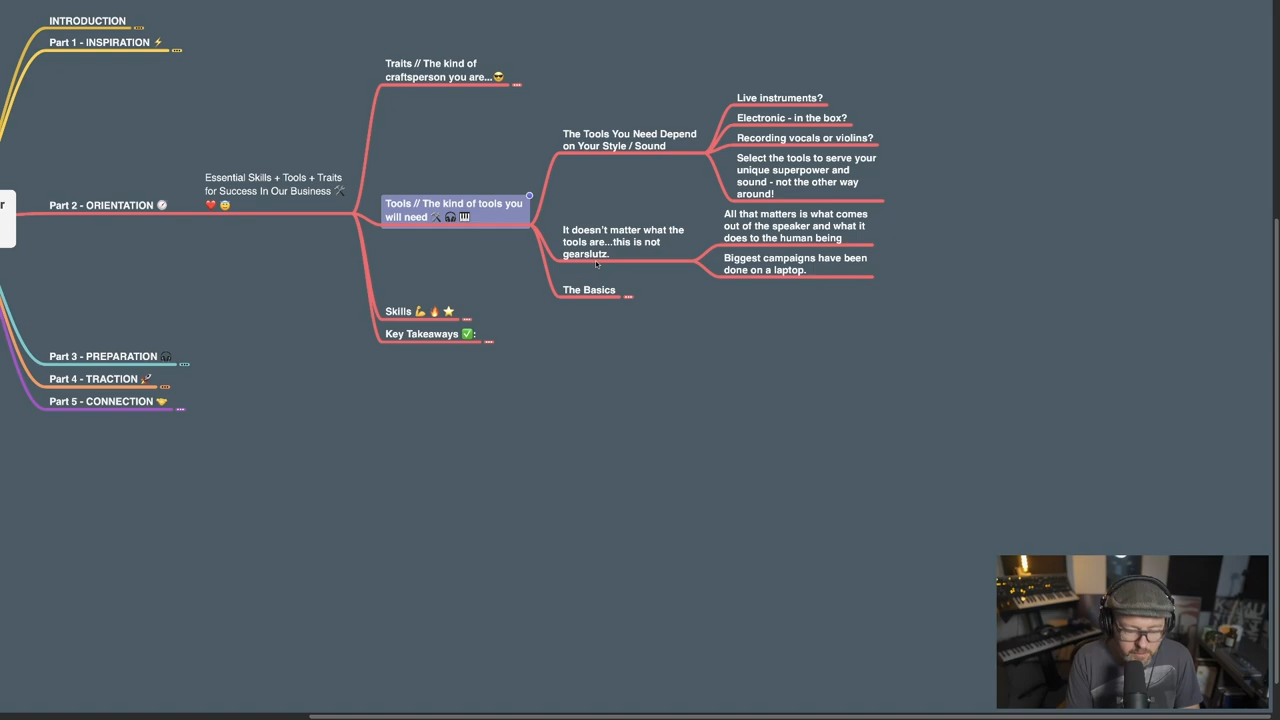 INTRODUCTION
Part 1 - INSPIRATION ⚡
Traits // The kind of
craftsperson you are...😎
Live instruments?
Electronic - in the box?
Recording vocals or violins?
Select the tools to serve your
unique superpower and
sound - not the other way
around!
The Tools You Need Depend
on Your Style / Sound
Essential Skills + Tools + Traits
for Success In Our Business 🛠️
❤️ 😇
Part 2 - ORIENTATION 🧭
r
Tools // The kind of tools you
will need 🛠️ 🎧 🎹
It doesn't matter what the
tools are...this is not
gearslutz.
All that matters is what comes
out of the speaker and what it
does to the human being
Biggest campaigns have been
done on a laptop.
The Basics
Skills 💪 🔥 ⭐
Key Takeaways ✅:
Part 3 - PREPARATION 🎧
Part 4 - TRACTION 🚀
Part 5 - CONNECTION 🤝